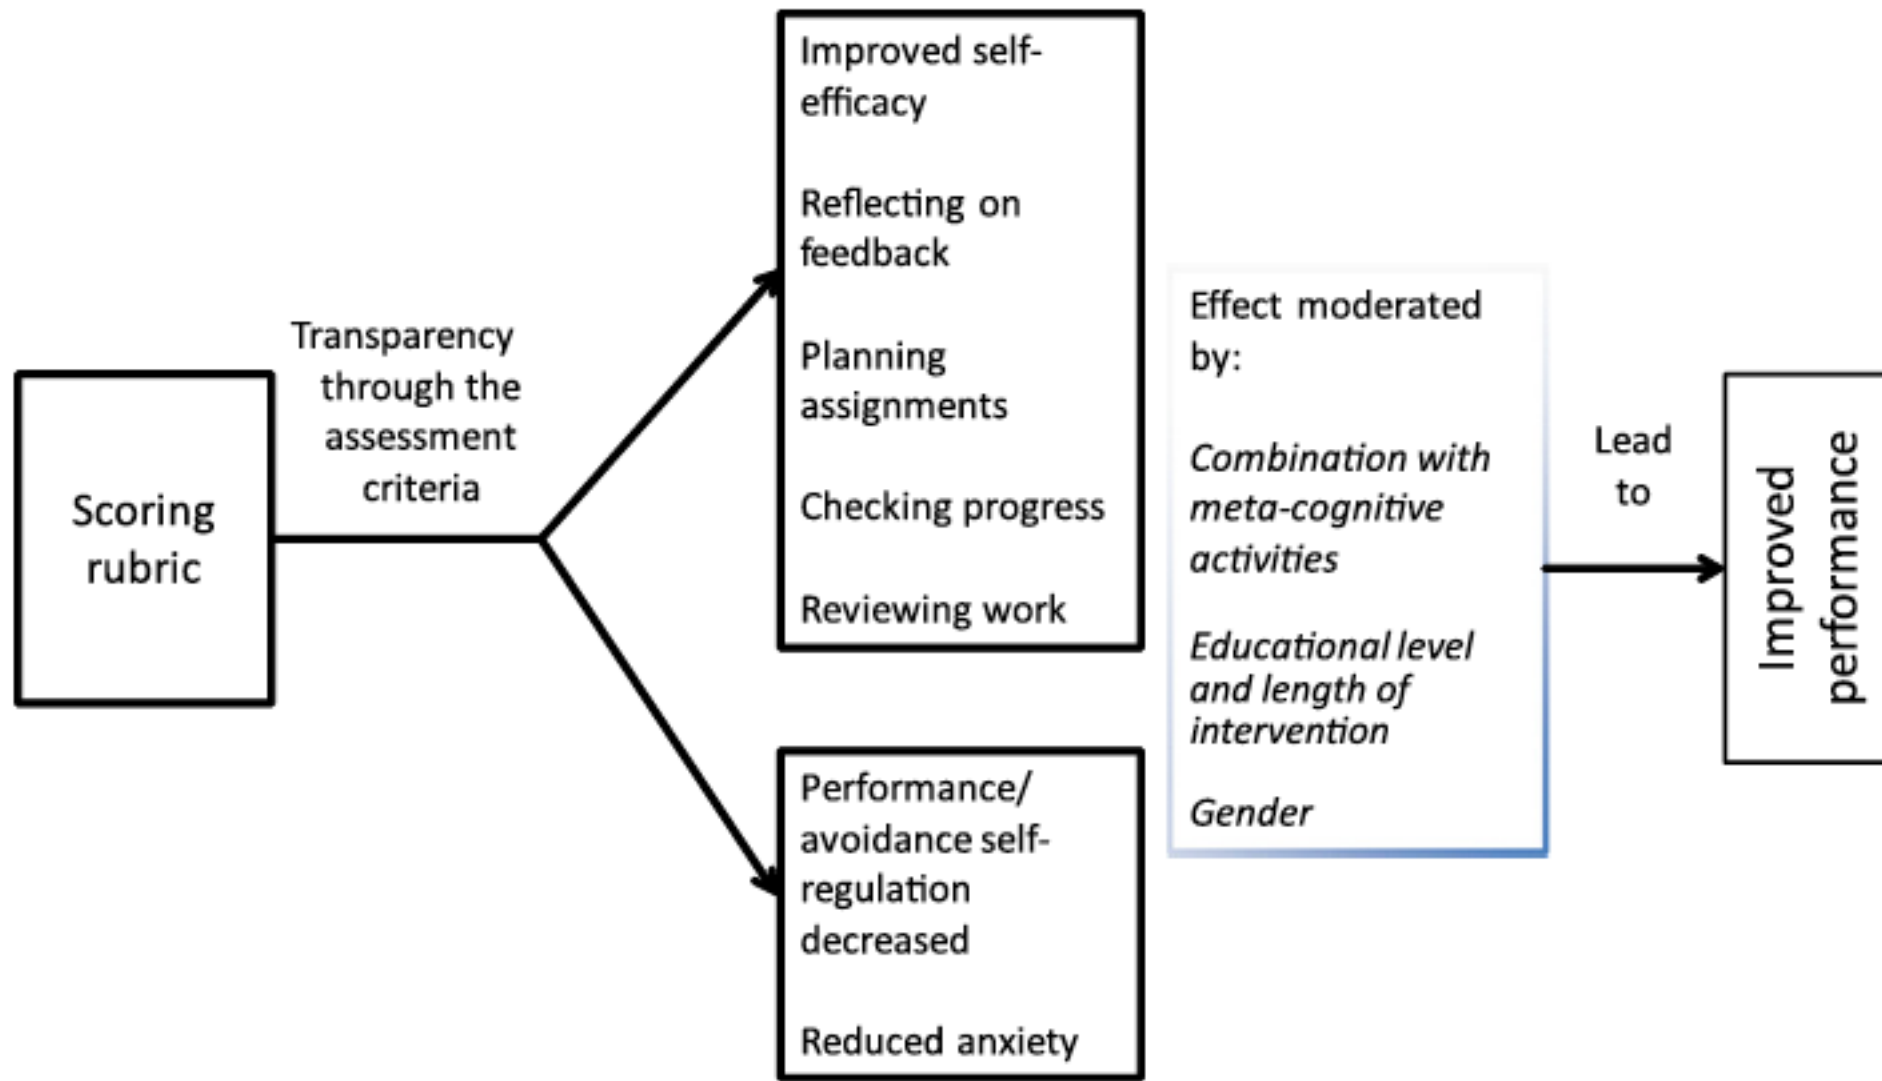 Scoring
rubric
Transparency
through the
assessment
criteria
Improved self-
efficacy
Reflecting on
feedback
Planning
assignments
Checking progress
Reviewing work
Performance/
avoidance self-
regulation
decreased
Reduced anxiety
Effect moderated
by:
Combination with
meta-cognitive
activities
Educational level
and length of
intervention
Gender
Lead
to
Improved
performance